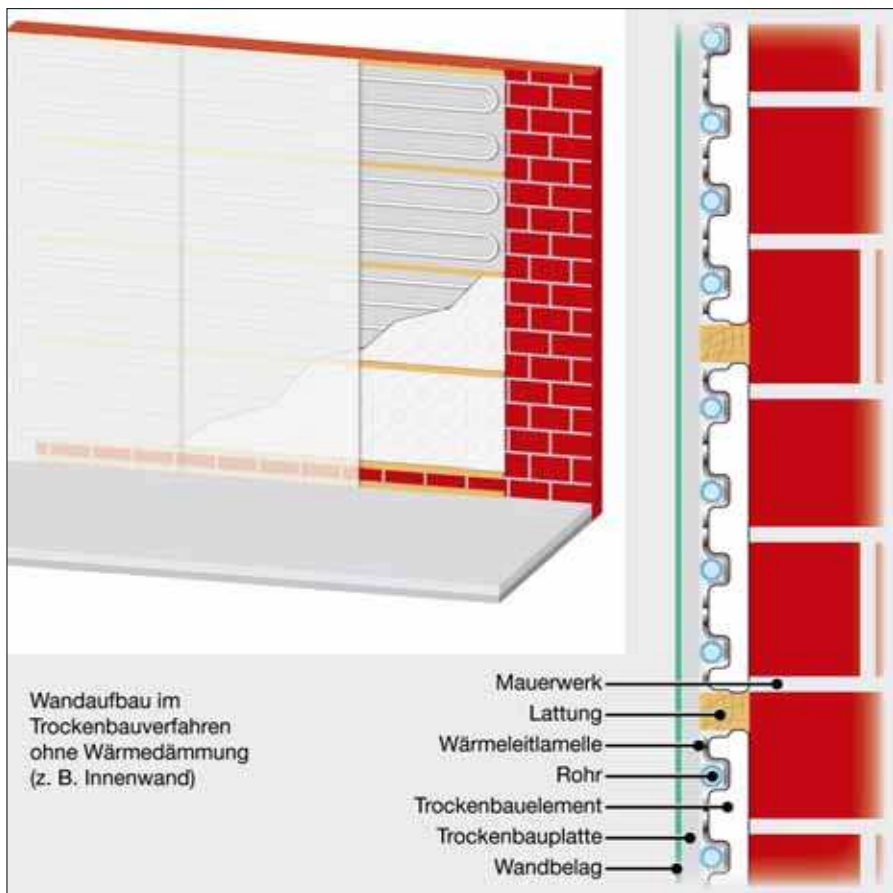 Wandaufbau im
Trockenbauverfahren
ohne Wärmedämmung
(z. B. Innenwand)
Mauerwerk
Lattung
Wärmeleitlamelle
Rohr
Trockenbauelement
Trockenbauplatte
Wandbelag